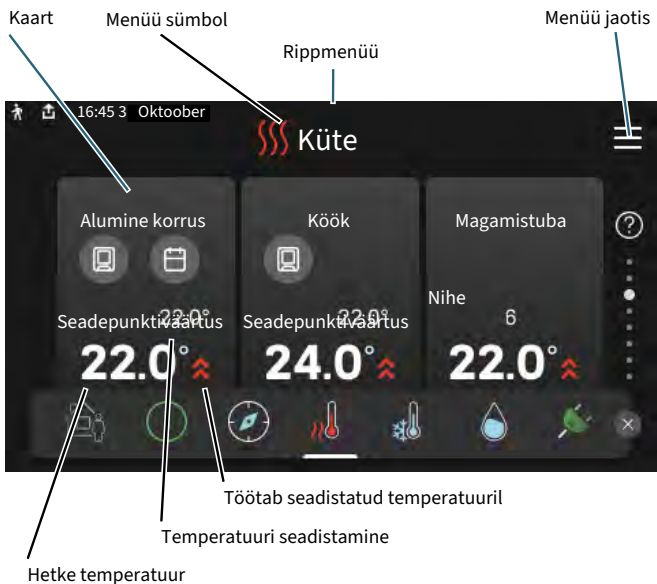 Kaart
Menüü sümbol
Menüü jaotis
Rippmenüü
16:45 3 Oktoober
Küte
Alumine korrus
Köök
Magamistuba
?
Seadepunktiväärtus 22.0°
Seadepunktiväärtus 22.0°
Nihe
6
22.0°
24.0°
22.0°
Töötab seadistatud temperatuuril
Temperatuuri seadistamine
Hetke temperatuur